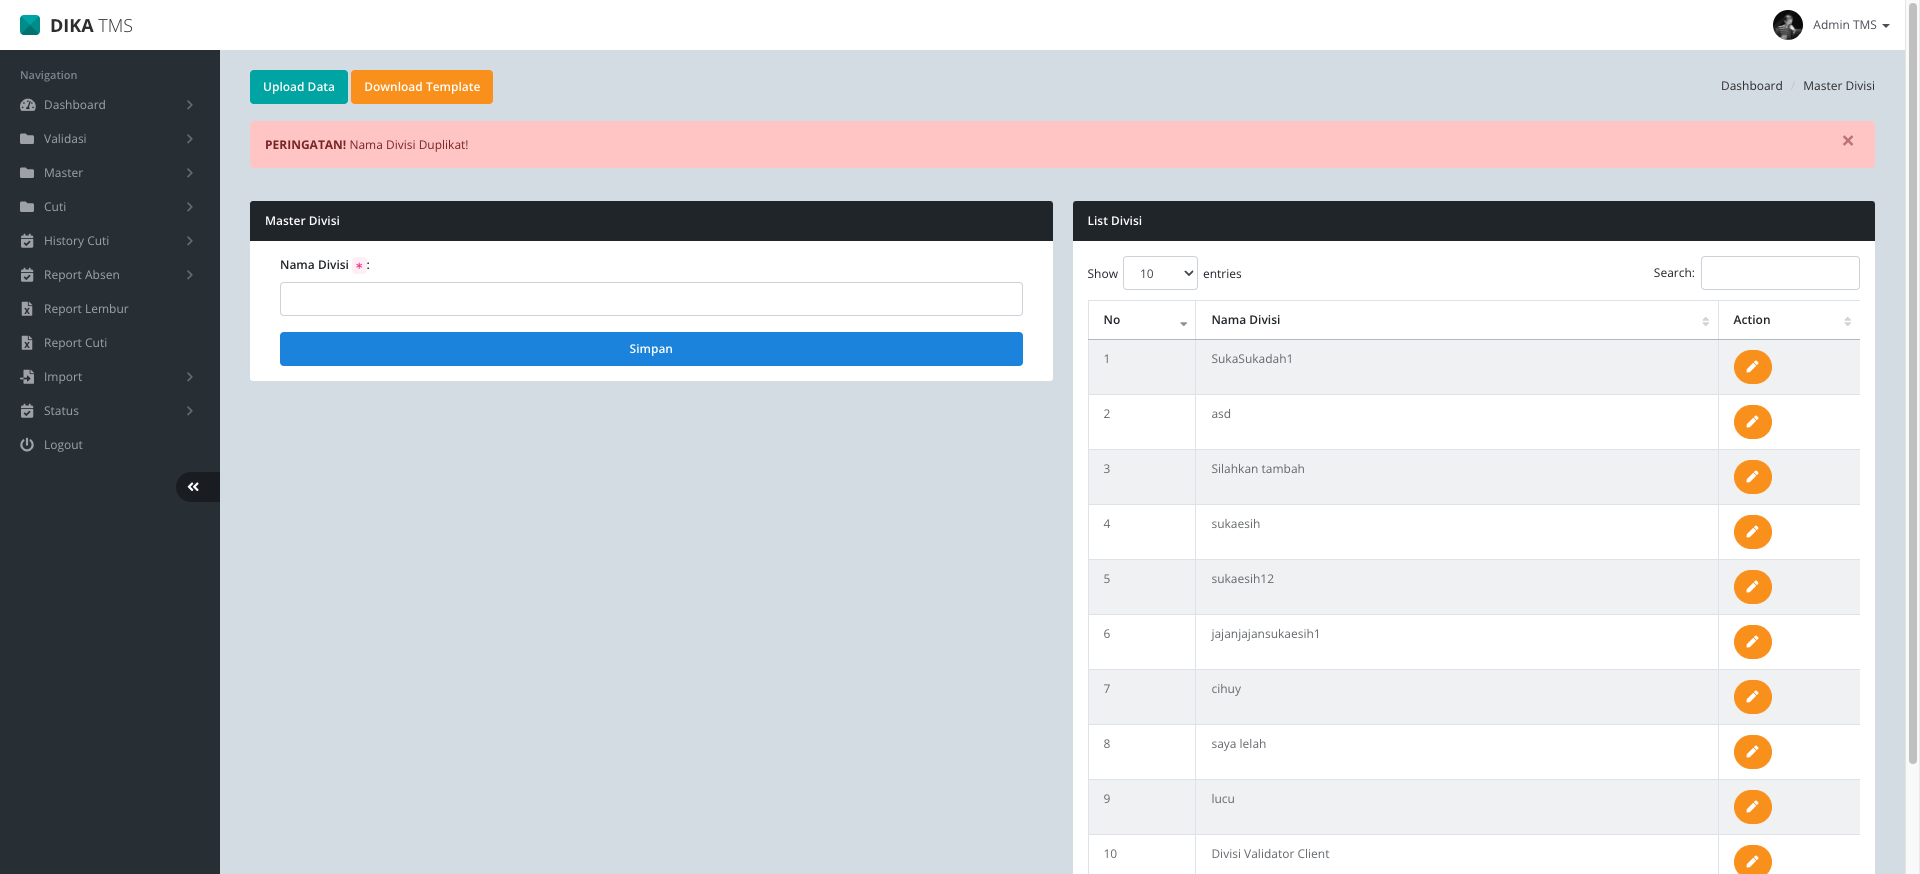 DIKA TMS
Admin TMS
Navigation
Dashboard
Validasi
Master
Cuti
History Cuti
Report Absen
Report Lembur
Report Cuti
Import
Status
Logout
Upload Data
Download Template
Dashboard / Master Divisi
PERINGATAN! Nama Divisi Duplikat!
Master Divisi
Nama Divisi * :
Simpan
List Divisi
Show 10 entries
Search:
No Nama Divisi Action
1 SukaSukadah1
2 asd
3 Silahkan tambah
4 sukaesih
5 sukaesih12
6 jajanjajansukaesih1
7 cihuy
8 saya lelah
9 lucu
10 Divisi Validator Client